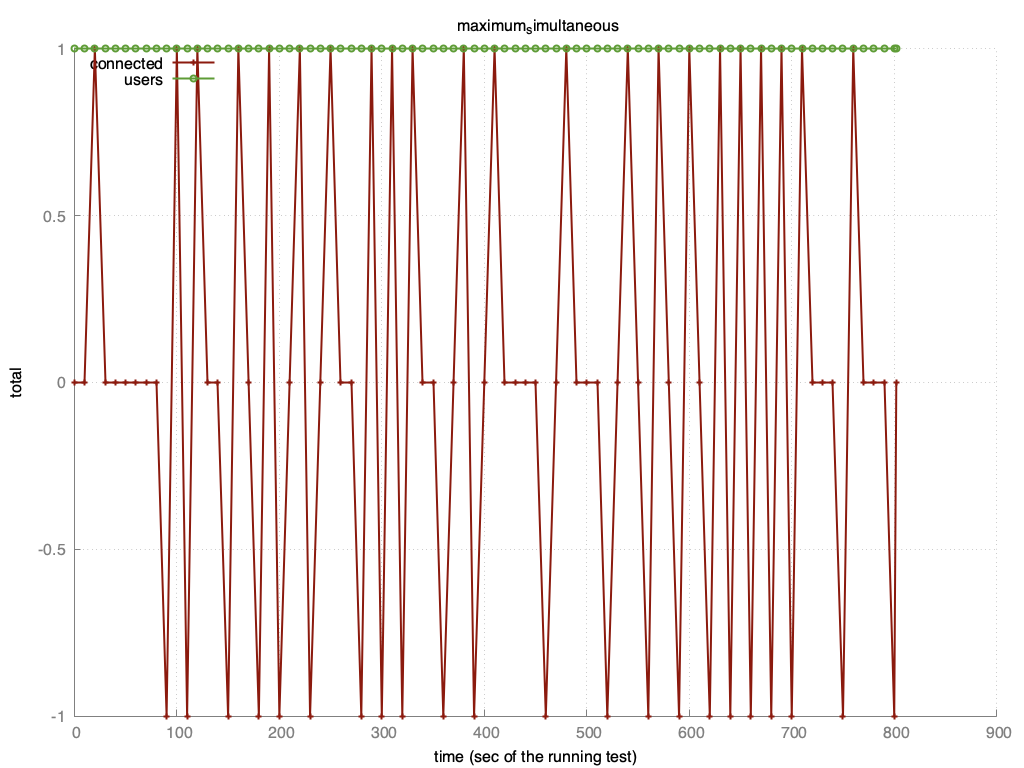 maximumsimultaneous
connected
users
1
0.5
0
-0.5
-1
total
0 100 200 300 400 500 600 700 800 900
time (sec of the running test)